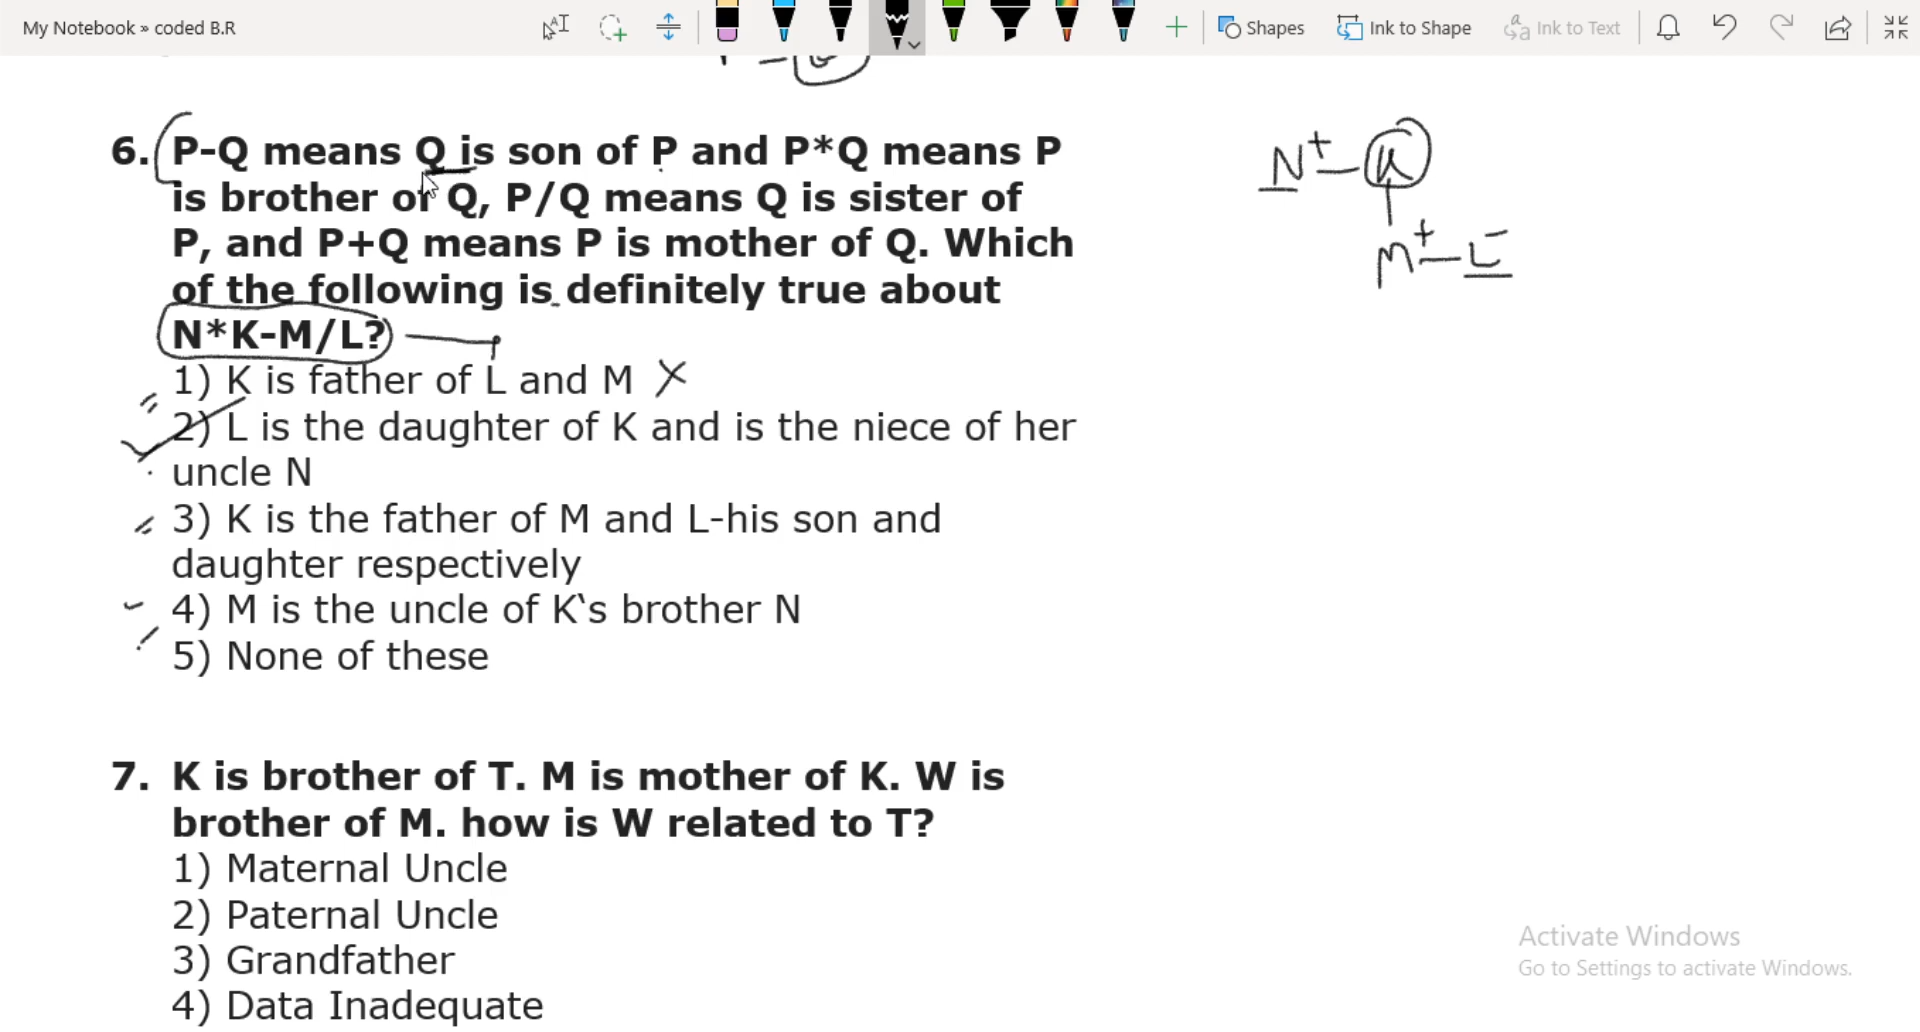 My Notebook » coded B.R
Shapes
Ink to Shape
Ink to Text
6. P-Q means Q is son of P and P*Q means P
is brother of Q, P/Q means Q is sister of
P, and P+Q means P is mother of Q. Which
of the following is definitely true about
N*K-M/L?
1) K is father of L and M
2) L is the daughter of K and is the niece of her
uncle N
3) K is the father of M and L-his son and
daughter respectively
4) M is the uncle of K‛s brother N
5) None of these
N+ — K
M+ — L-
7. K is brother of T. M is mother of K. W is
brother of M. how is W related to T?
1) Maternal Uncle
2) Paternal Uncle
3) Grandfather
4) Data Inadequate
Activate Windows
Go to Settings to activate Windows.